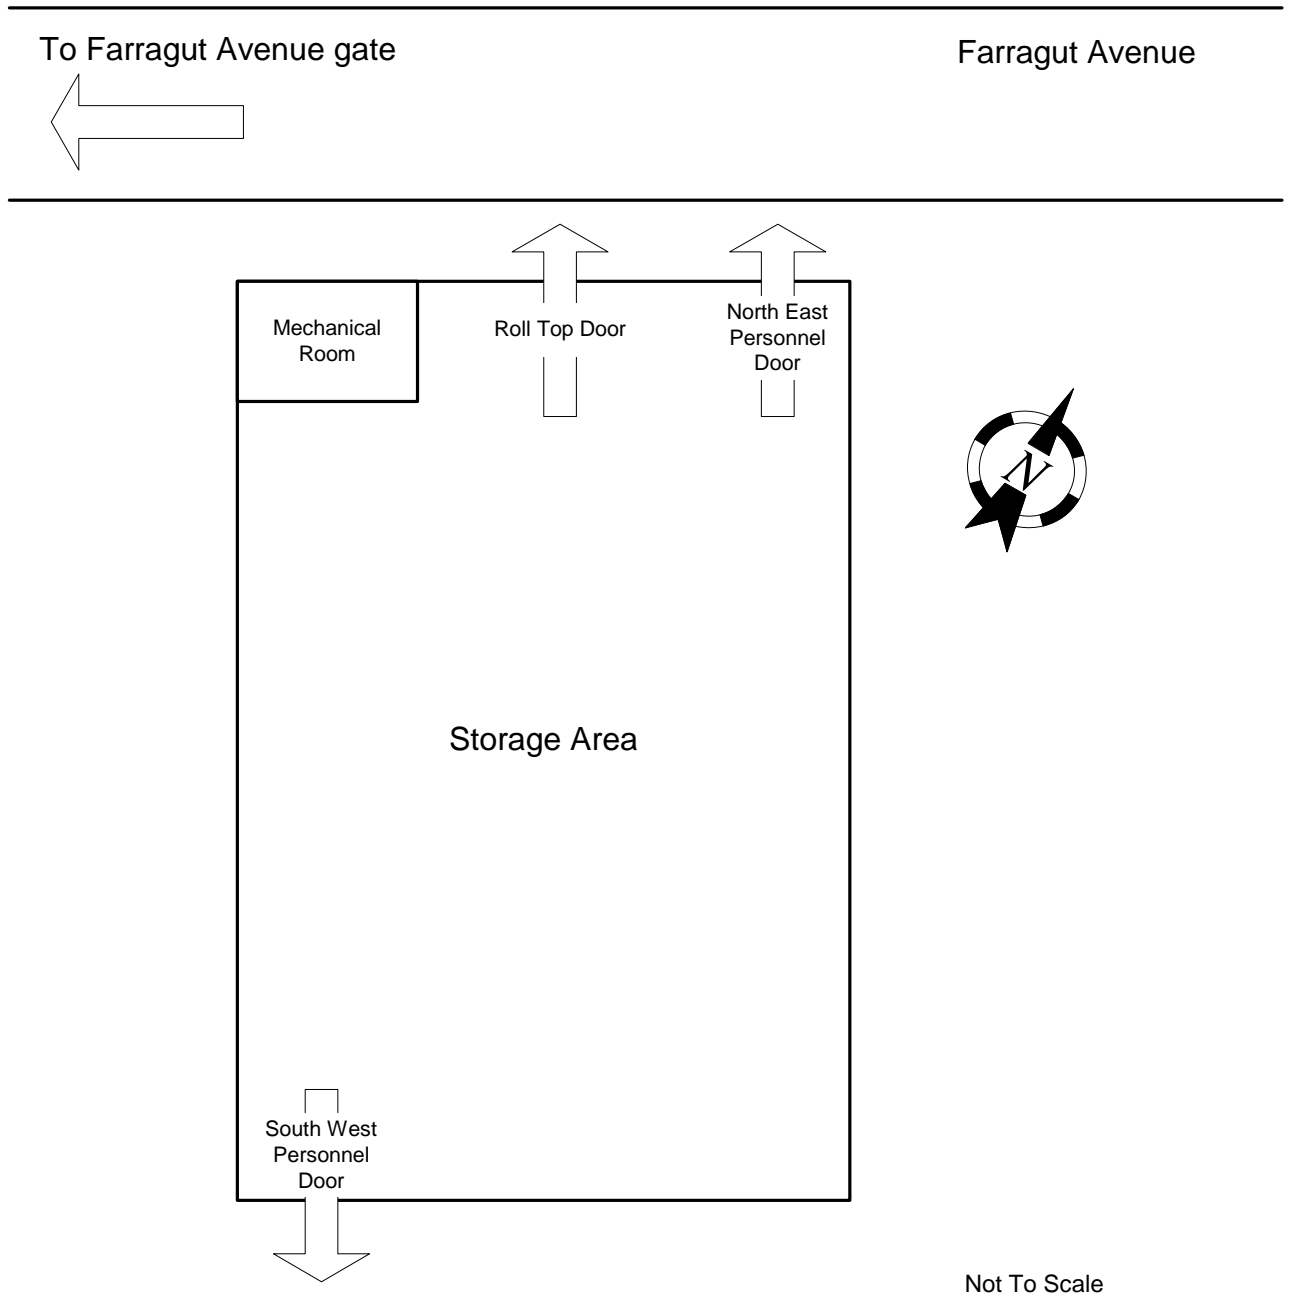 To Farragut Avenue gate
Farragut Avenue
Mechanical
Room
Roll Top Door
North East
Personnel
Door
N
Storage Area
South West
Personnel
Door
Not To Scale